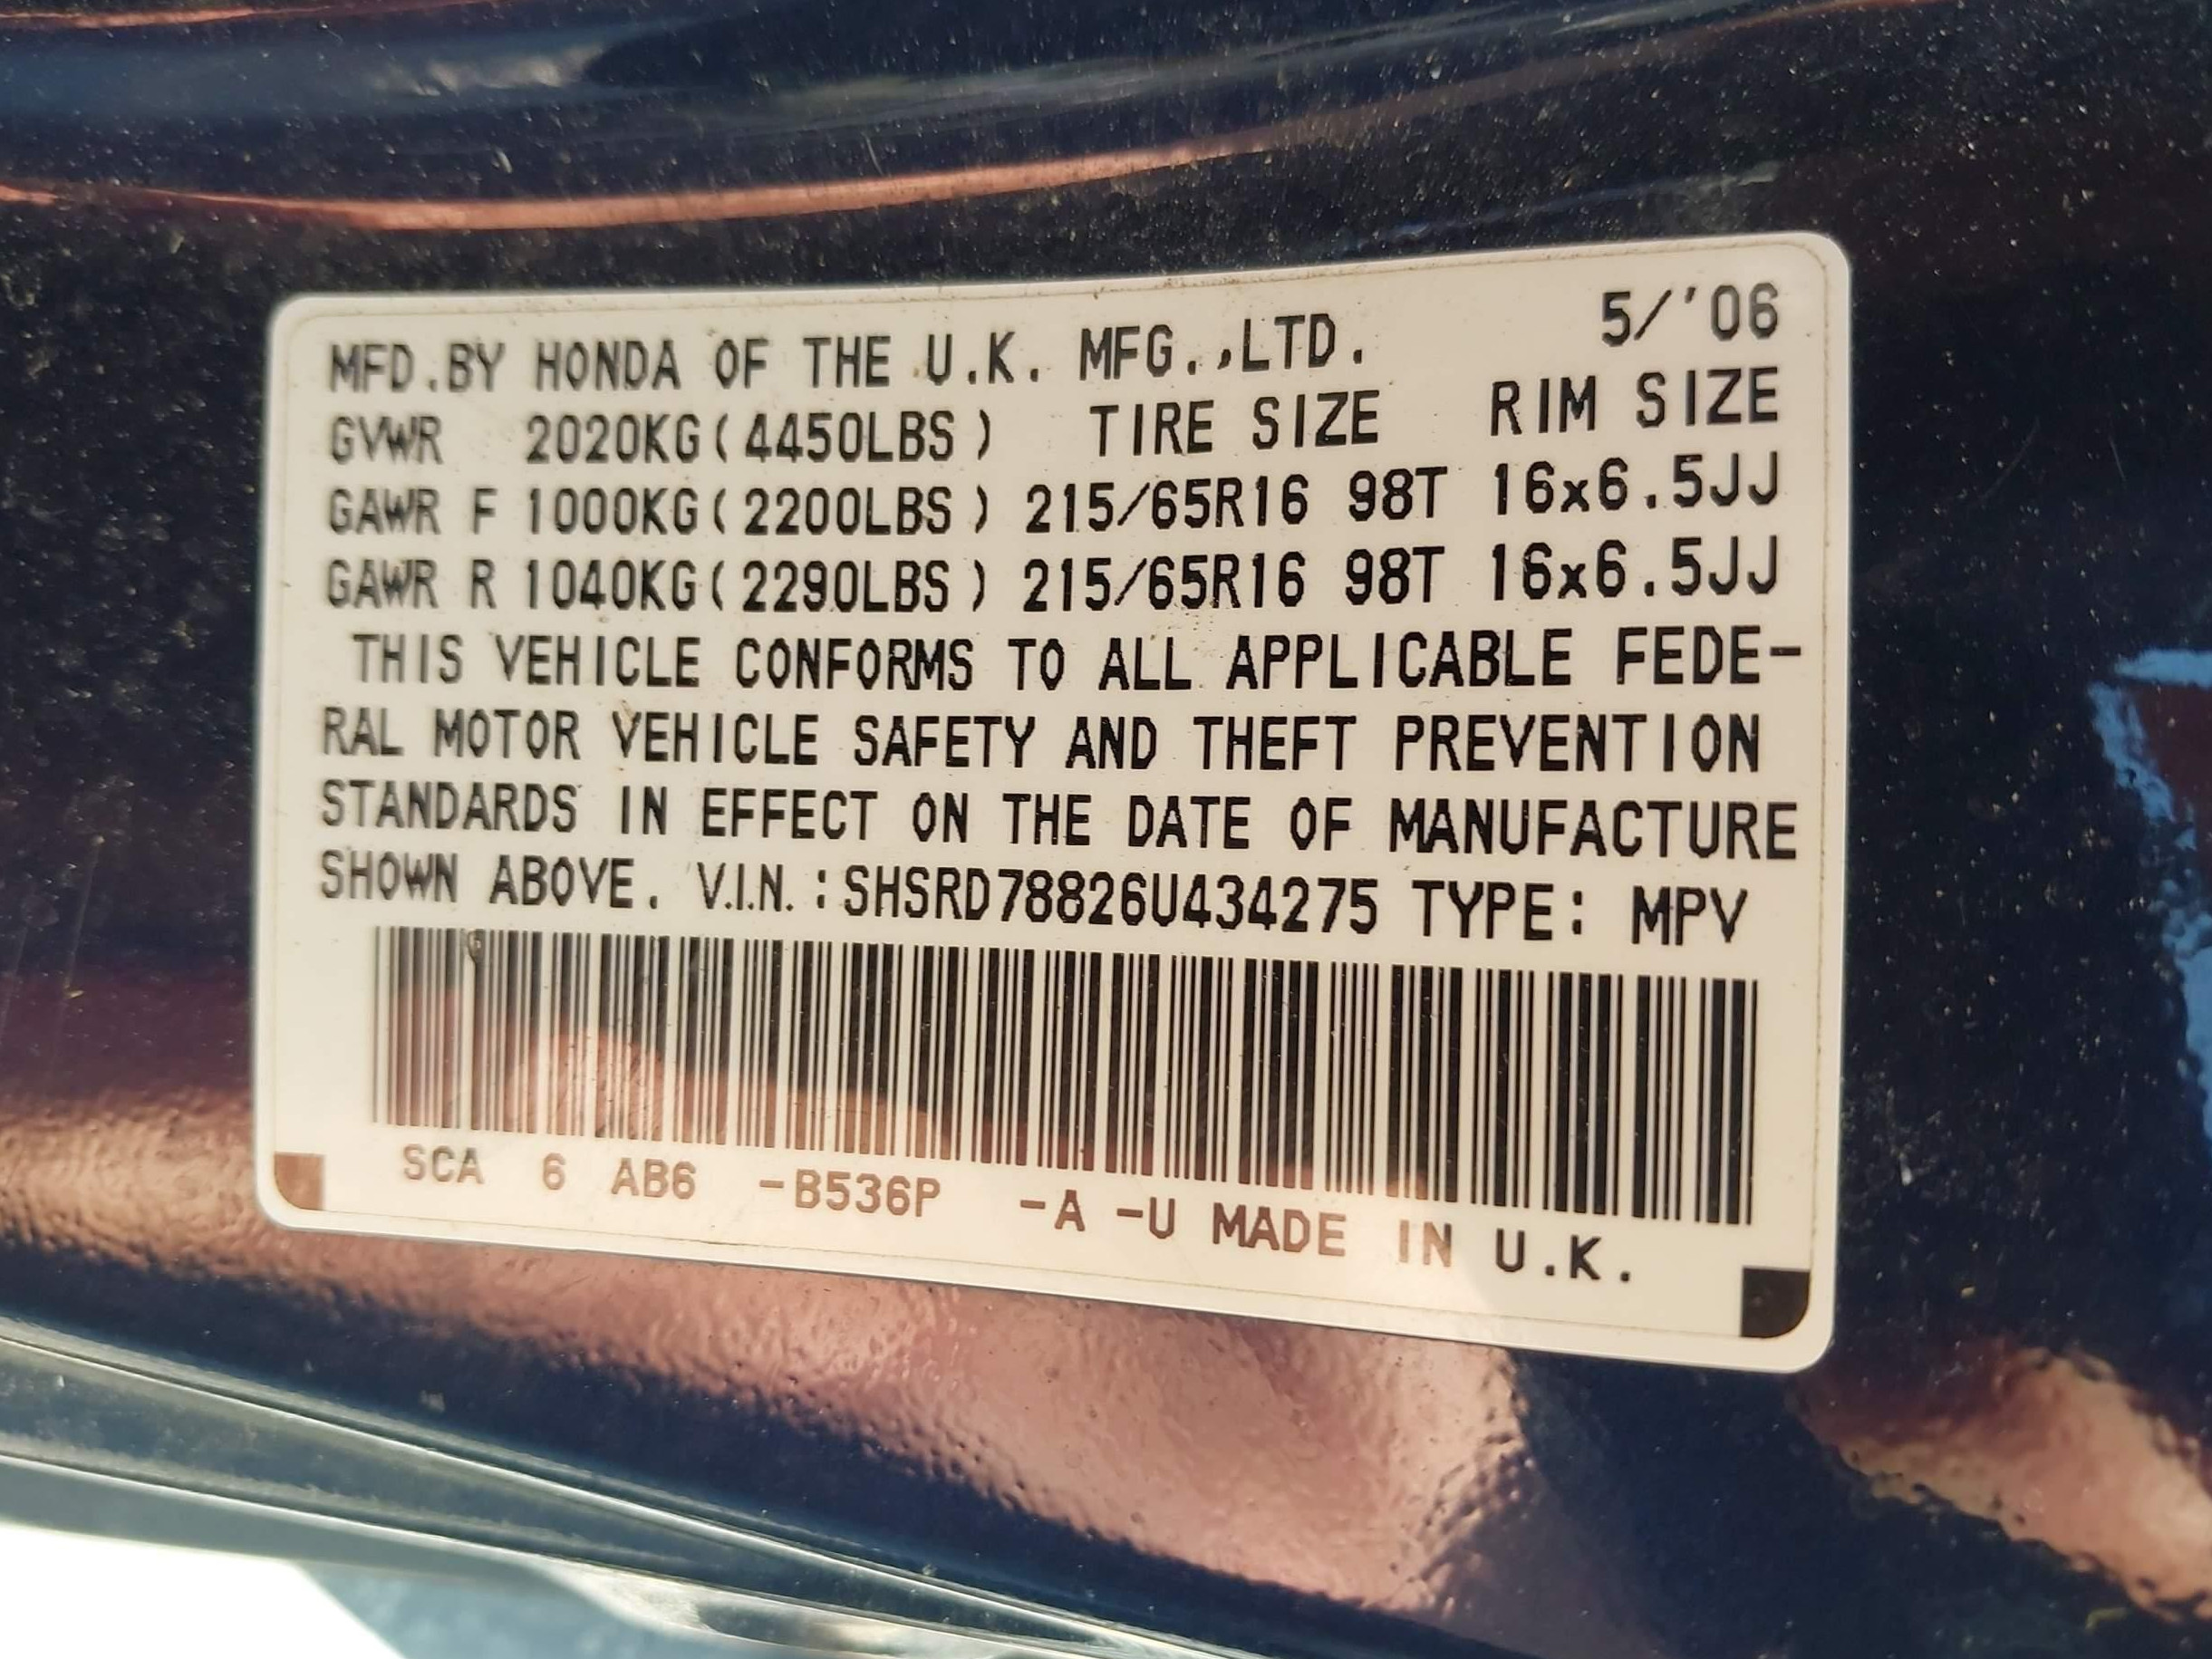 MFD.BY HONDA OF THE U.K. MFG.,LTD. 5/'06
GVWR 2020KG(4450LBS) TIRE SIZE RIM SIZE
GAWR F 1000KG(2200LBS) 215/65R16 98T 16x6.5JJ
GAWR R 1040KG(2290LBS) 215/65R16 98T 16x6.5JJ
THIS VEHICLE CONFORMS TO ALL APPLICABLE FEDE-
RAL MOTOR VEHICLE SAFETY AND THEFT PREVENTION
STANDARDS IN EFFECT ON THE DATE OF MANUFACTURE
SHOWN ABOVE. V.I.N.:SHSRD78826U434275 TYPE: MPV
SCA 6 AB6 -B536P -A -U MADE IN U.K.